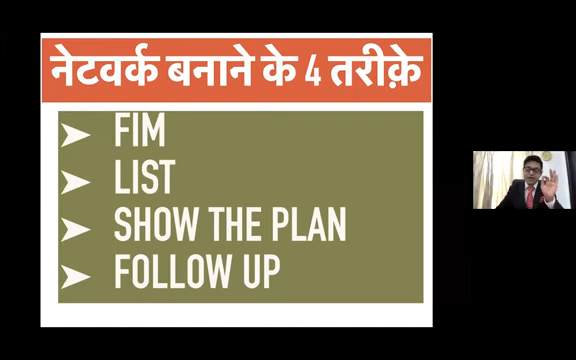 नेटवर्क बनाने के 4 तरीक़े
➤ FIM
➤ LIST
➤ SHOW THE PLAN
➤ FOLLOW UP